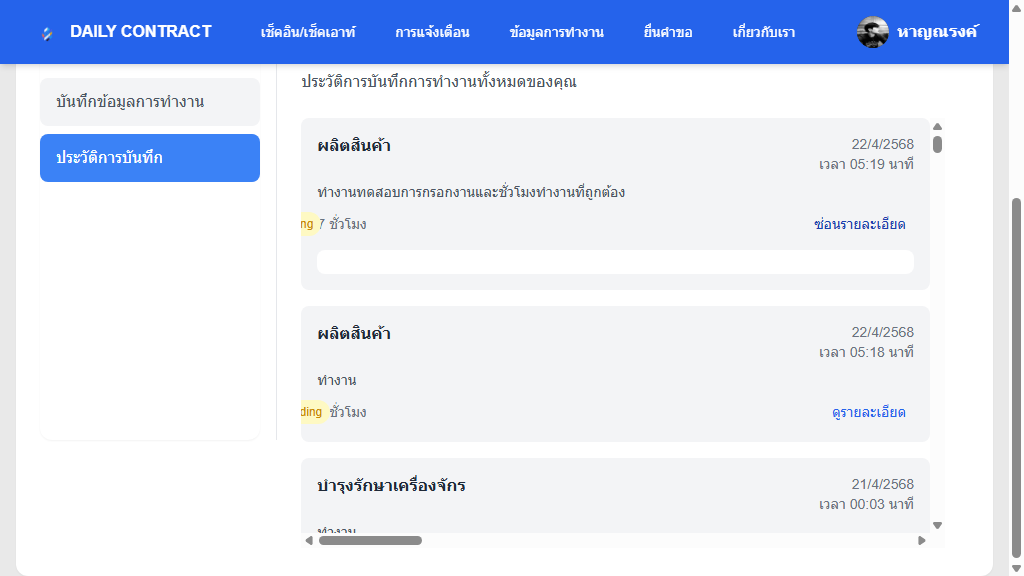 DAILY CONTRACT
เช็คอิน/เช็คเอาท์
การแจ้งเตือน
ข้อมูลการทำงาน
ยื่นคำขอ
เกี่ยวกับเรา
หาญณรงค์
บันทึกข้อมูลการทำงาน
ประวัติการบันทึก
ประวัติการบันทึกการทำงานทั้งหมดของคุณ
ผลิตสินค้า
22/4/2568
เวลา 05:19 นาที
ทำงานทดสอบการกรอกงานและชั่วโมงทำงานที่ถูกต้อง
ng 7 ชั่วโมง
ซ่อนรายละเอียด
ผลิตสินค้า
22/4/2568
เวลา 05:18 นาที
ทำงาน
ding ชั่วโมง
ดูรายละเอียด
บำรุงรักษาเครื่องจักร
21/4/2568
เวลา 00:03 นาที
ทำงาน